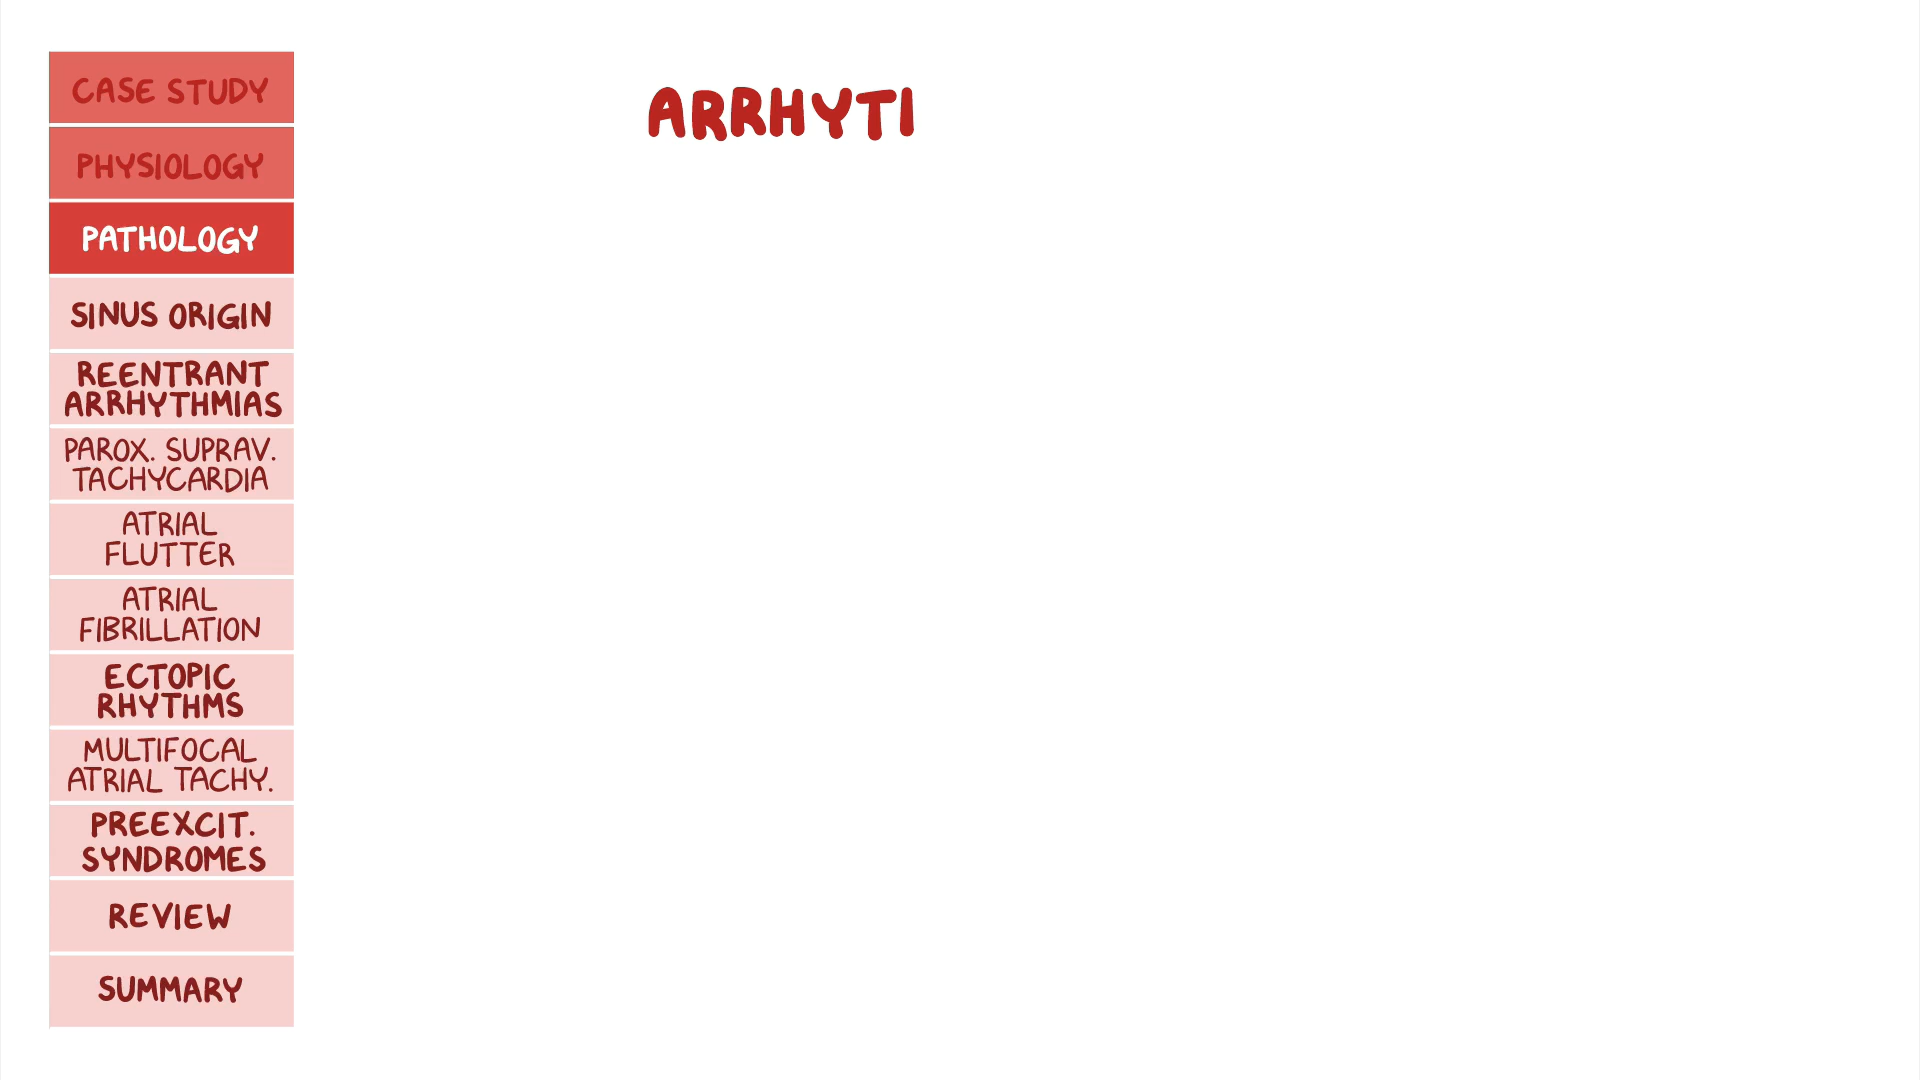 CASE STUDY
PHYSIOLOGY
PATHOLOGY
SINUS ORIGIN
REENTRANT
ARRHYTHMIAS
PAROX. SUPRAV.
TACHYCARDIA
ATRIAL
FLUTTER
ATRIAL
FIBRILLATION
ECTOPIC
RHYTHMS
MULTIFOCAL
ATRIAL TACHY.
PREEXCIT.
SYNDROMES
REVIEW
SUMMARY
ARRHYTI